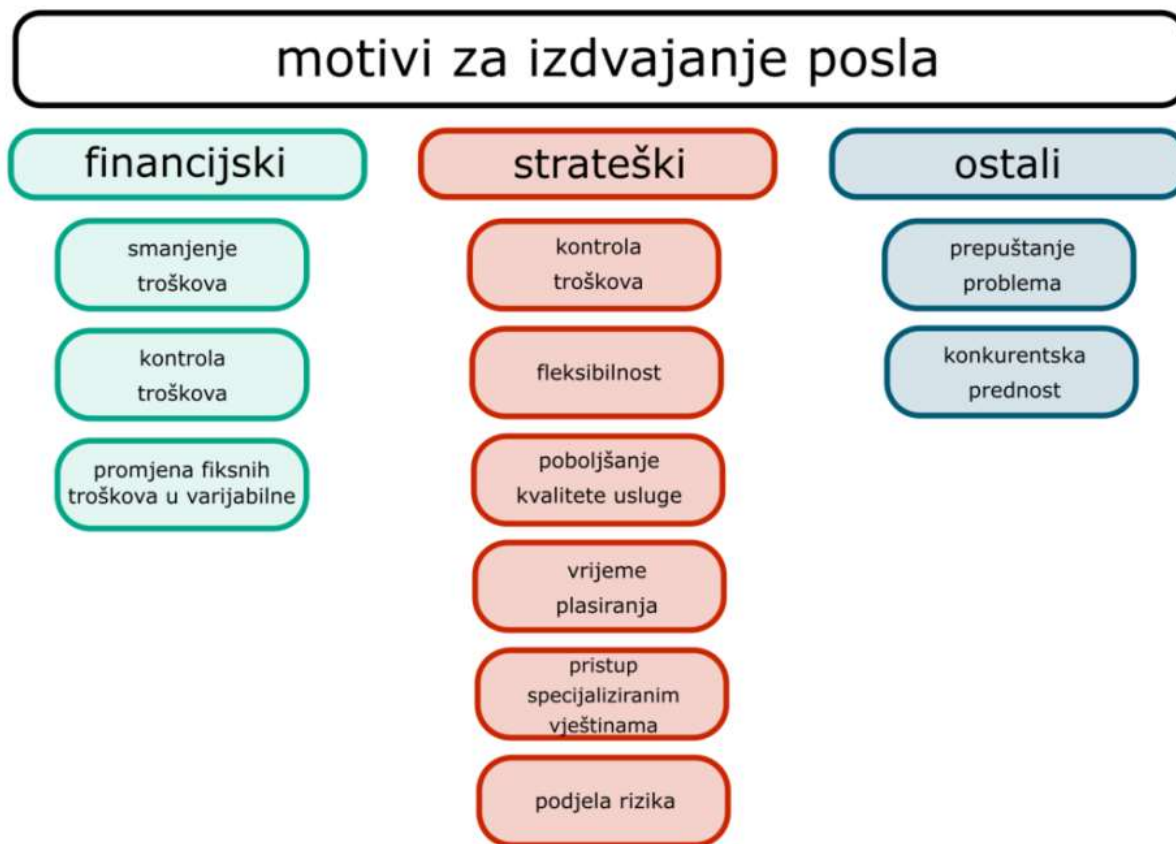 motivi za izdvajanje posla
financijski
smanjenje
troškova
kontrola
troškova
promjena fiksnih
troškova u varijabilne
strateški
kontrola
troškova
fleksibilnost
poboljšanje
kvalitete usluge
vrijeme
plasiranja
pristup
specijaliziranim
vještinama
podjela rizika
ostali
prepuštanje
problema
konkurentska
prednost